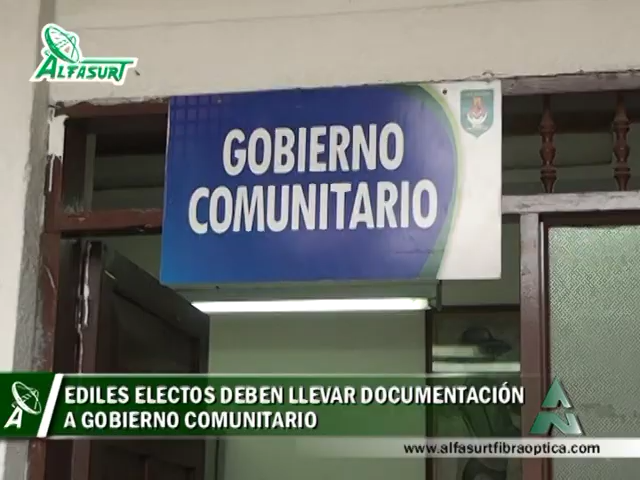 ALFASURT
GOBIERNO
COMUNITARIO
EDILES ELECTOS DEBEN LLEVAR DOCUMENTACIÓN
A GOBIERNO COMUNITARIO
www.alfasurtfibraoptica.com